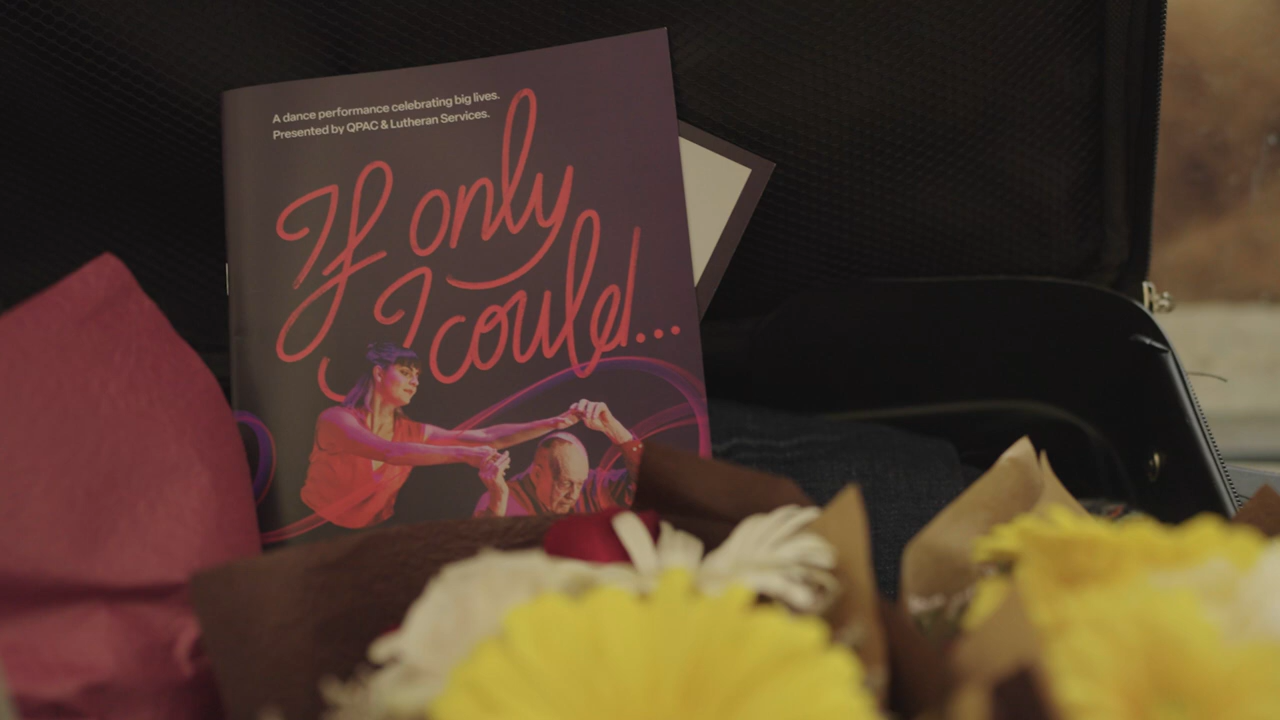 A dance performance celebrating big lives.
Presented by QPAC & Lutheran Services.
If only
I could...